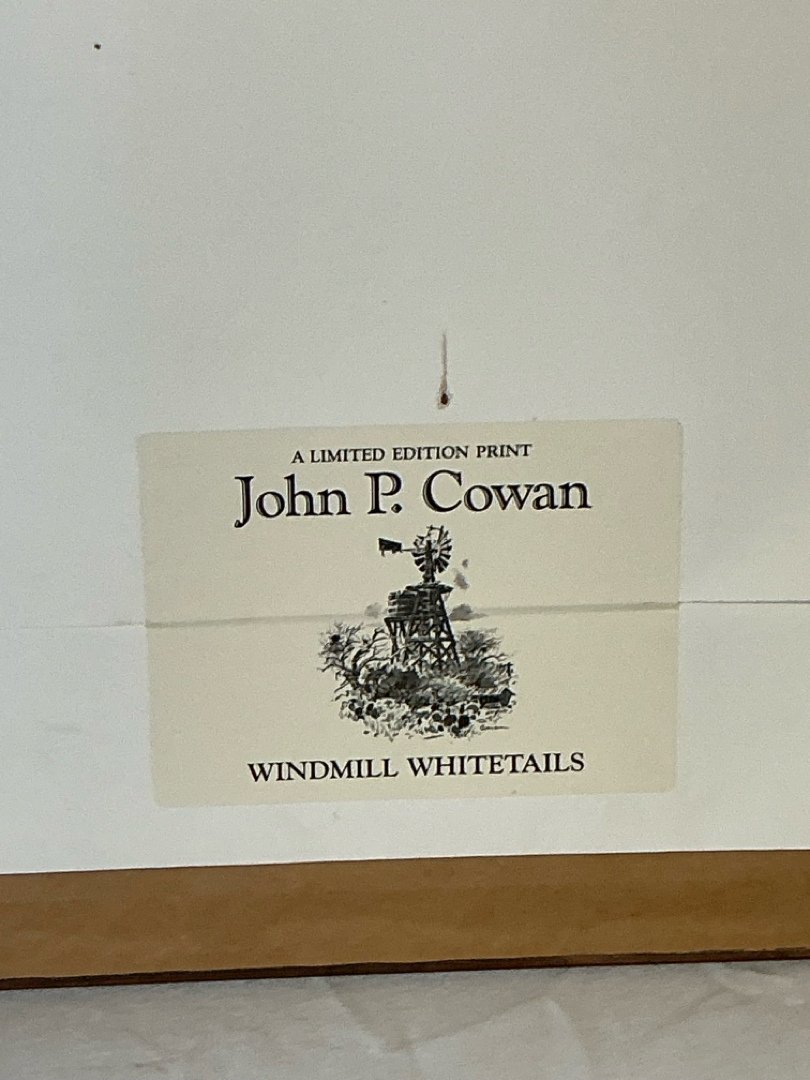 A LIMITED EDITION PRINT
John P. Cowan
WINDMILL WHITETAILS